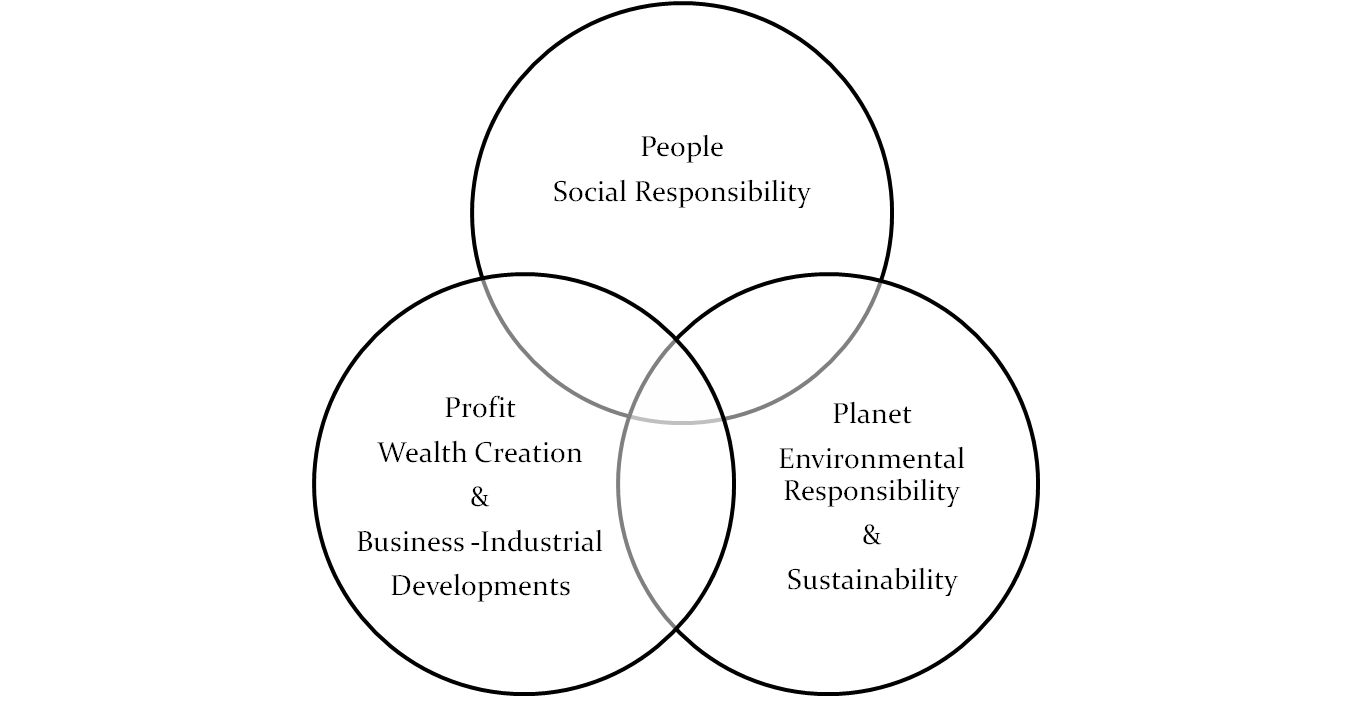 People
Social Responsibility
Profit
Wealth Creation
&
Business -Industrial
Developments
Planet
Environmental
Responsibility
&
Sustainability